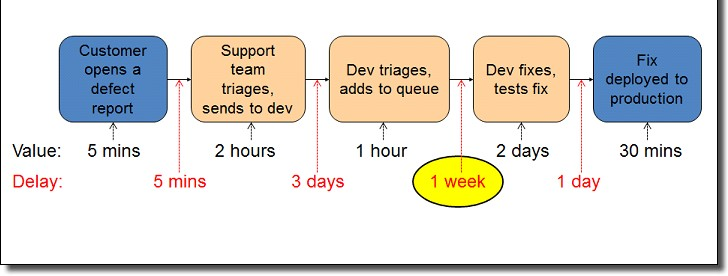 Customer
opens a
defect
report
Support
team
triages,
sends to dev
Dev triages,
adds to queue
Dev fixes,
tests fix
Fix
deployed to
production
Value: 5 mins 2 hours 1 hour 2 days 30 mins
Delay: 5 mins 3 days 1 week 1 day